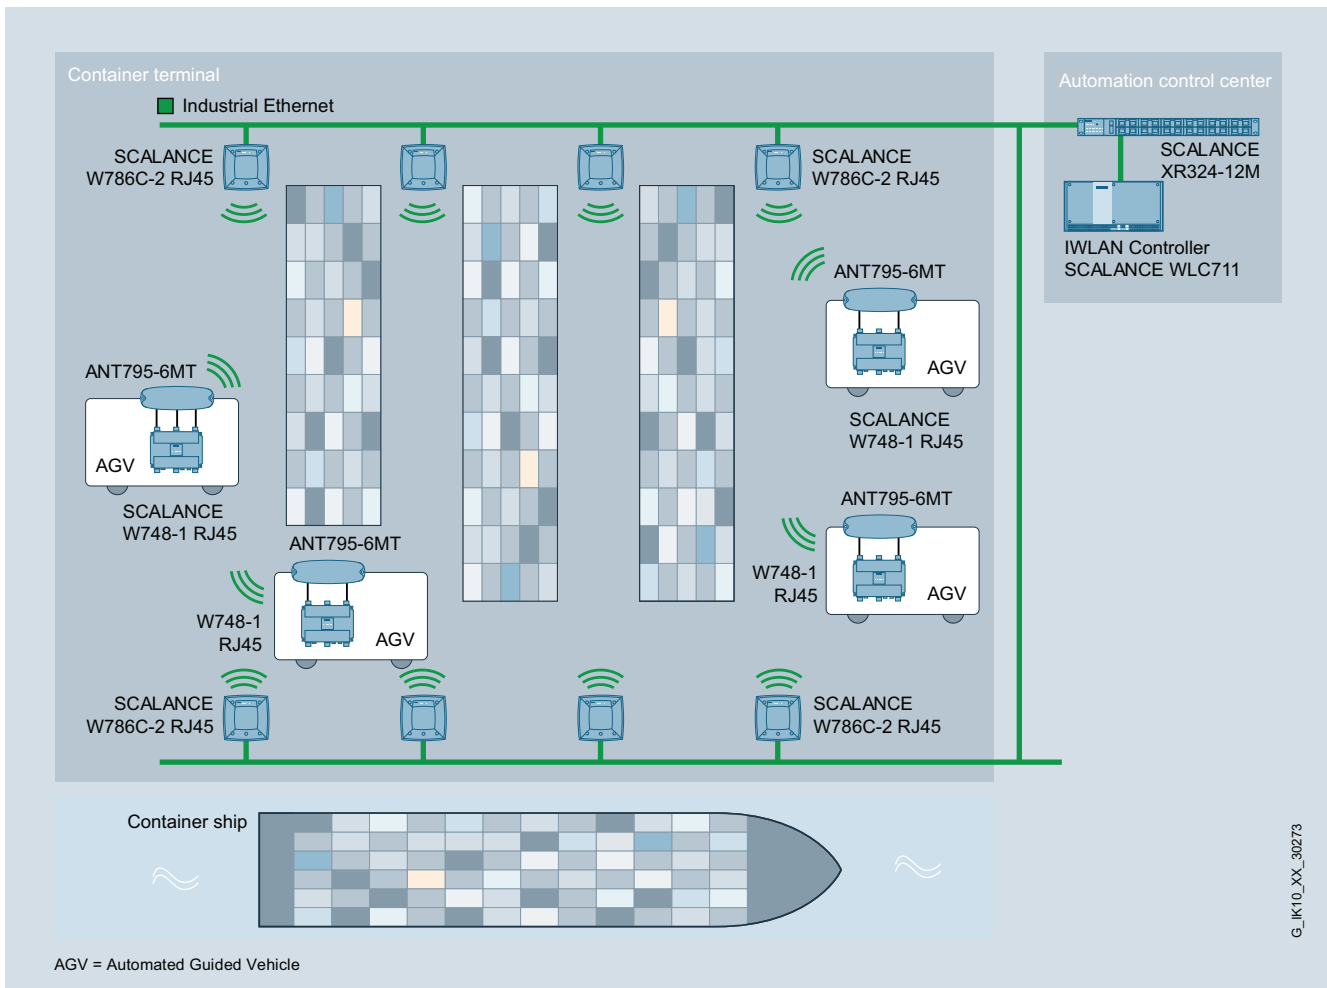 Container terminal
Automation control center
Industrial Ethernet
SCALANCE
W786C-2 RJ45
SCALANCE
W786C-2 RJ45
SCALANCE
XR324-12M
IWLAN Controller
SCALANCE WLC711
ANT795-6MT
AGV
SCALANCE
W748-1 RJ45
ANT795-6MT
AGV
SCALANCE
W748-1 RJ45
ANT795-6MT
W748-1
RJ45
AGV
ANT795-6MT
W748-1
RJ45
AGV
SCALANCE
W786C-2 RJ45
SCALANCE
W786C-2 RJ45
Container ship
G_IK10_XX_30273
AGV = Automated Guided Vehicle